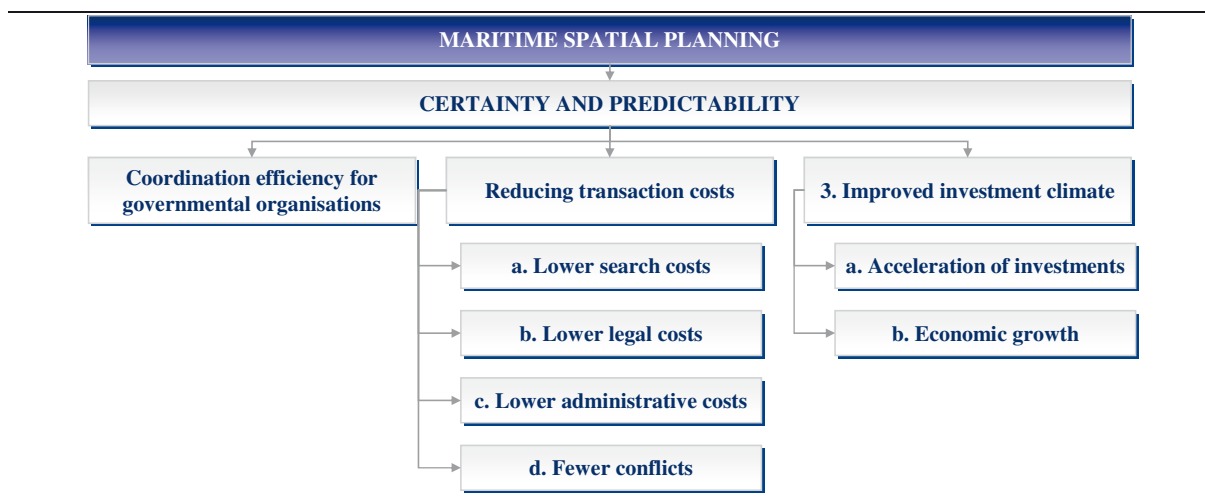 MARITIME SPATIAL PLANNING
CERTAINTY AND PREDICTABILITY
Coordination efficiency for
governmental organisations
Reducing transaction costs
3. Improved investment climate
a. Lower search costs
a. Acceleration of investments
b. Lower legal costs
b. Economic growth
c. Lower administrative costs
d. Fewer conflicts